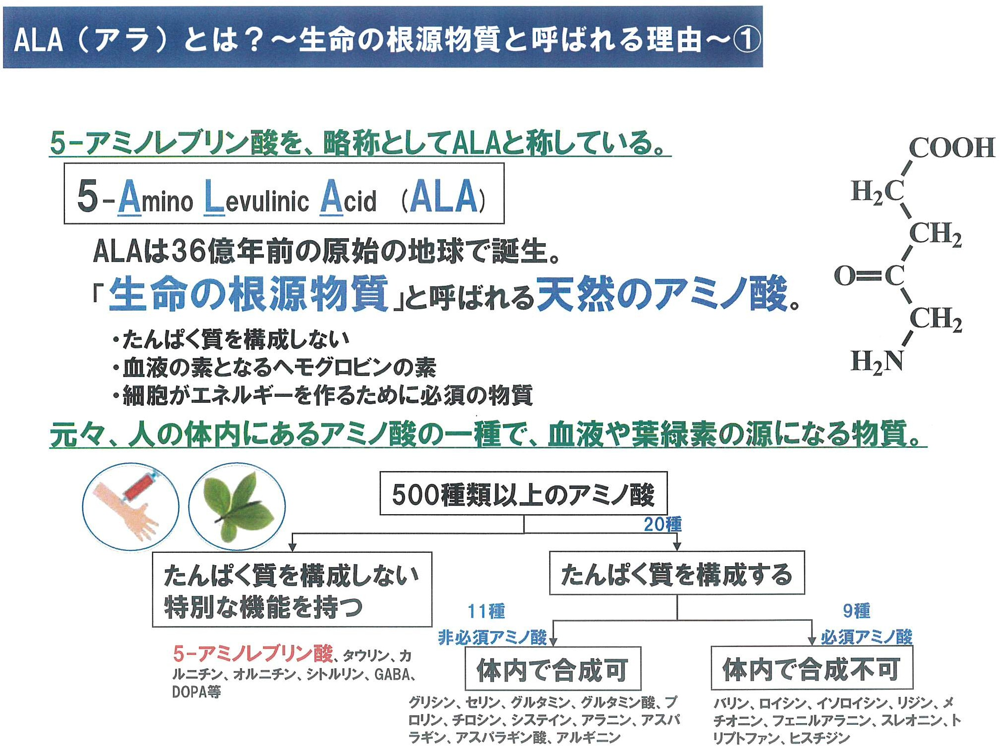 ALA（アラ）とは？～生命の根源物質と呼ばれる理由～①
5-アミノレブリン酸を、略称としてALAと称している。
5-Amino Levulinic Acid （ALA）
ALAは36億年前の原始の地球で誕生。
「生命の根源物質」と呼ばれる天然のアミノ酸。
・たんぱく質を構成しない
・血液の素となるヘモグロビンの素
・細胞がエネルギーを作るために必須の物質
COOH
H₂C
CH₂
O=C
CH₂
H₂N
元々、人の体内にあるアミノ酸の一種で、血液や葉緑素の源になる物質。
500種類以上のアミノ酸
20種
たんぱく質を構成しない
特別な機能を持つ
5-アミノレブリン酸、タウリン、カ
ルニチン、オルニチン、シトルリン、GABA、
DOPA等
たんぱく質を構成する
11種
非必須アミノ酸
体内で合成可
グリシン、セリン、グルタミン、グルタミン酸、プ
ロリン、チロシン、システイン、アラニン、アスパ
ラギン、アスパラギン酸、アルギニン
9種
必須アミノ酸
体内で合成不可
バリン、ロイシン、イソロイシン、リジン、メ
チオニン、フェニルアラニン、スレオニン、ト
リプトファン、ヒスチジン